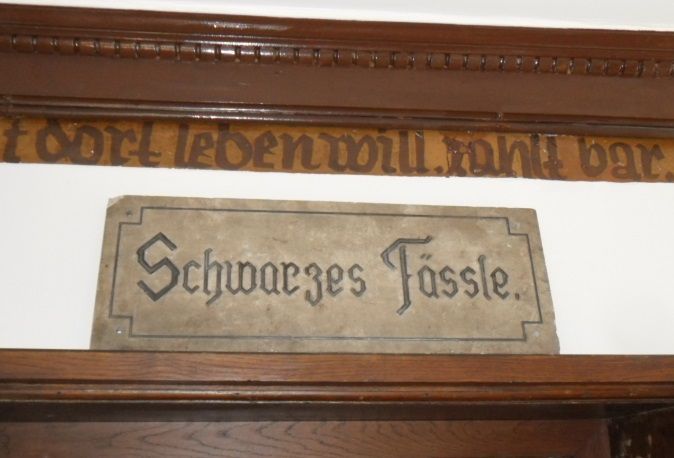 t dort leben will, zahlt bar.
Schwarzes Fässle.